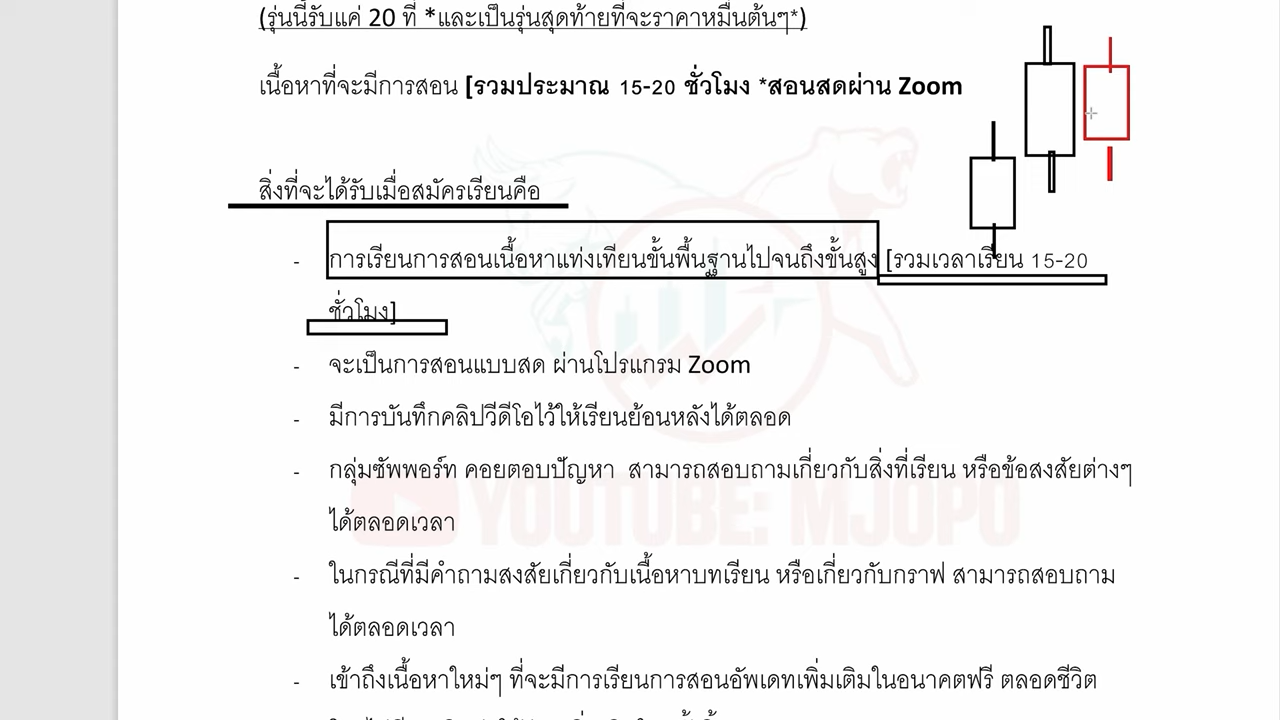 (รุ่นนี้รับแค่ 20 ที่ *และเป็นรุ่นสุดท้ายที่จะราคาหมื่นต้นๆ*)
เนื้อหาที่จะมีการสอน [รวมประมาณ 15-20 ชั่วโมง *สอนสดผ่าน Zoom
สิ่งที่จะได้รับเมื่อสมัครเรียนคือ
- การเรียนการสอนเนื้อหาแท่งเทียนขั้นพื้นฐานไปจนถึงขั้นสูง [รวมเวลาเรียน 15-20
ชั่วโมง]
- จะเป็นการสอนแบบสด ผ่านโปรแกรม Zoom
- มีการบันทึกคลิปวีดีโอไว้ให้เรียนย้อนหลังได้ตลอด
- กลุ่มซัพพอร์ท คอยตอบปัญหา สามารถสอบถามเกี่ยวกับสิ่งที่เรียน หรือข้อสงสัยต่างๆ
ได้ตลอดเวลา
YOUTUBE: MJOPO
- ในกรณีที่มีคำถามสงสัยเกี่ยวกับเนื้อหาบทเรียน หรือเกี่ยวกับกราฟ สามารถสอบถาม
ได้ตลอดเวลา
- เข้าถึงเนื้อหาใหม่ๆ ที่จะมีการเรียนการสอนอัพเดทเพิ่มเติมในอนาคตฟรี ตลอดชีวิต